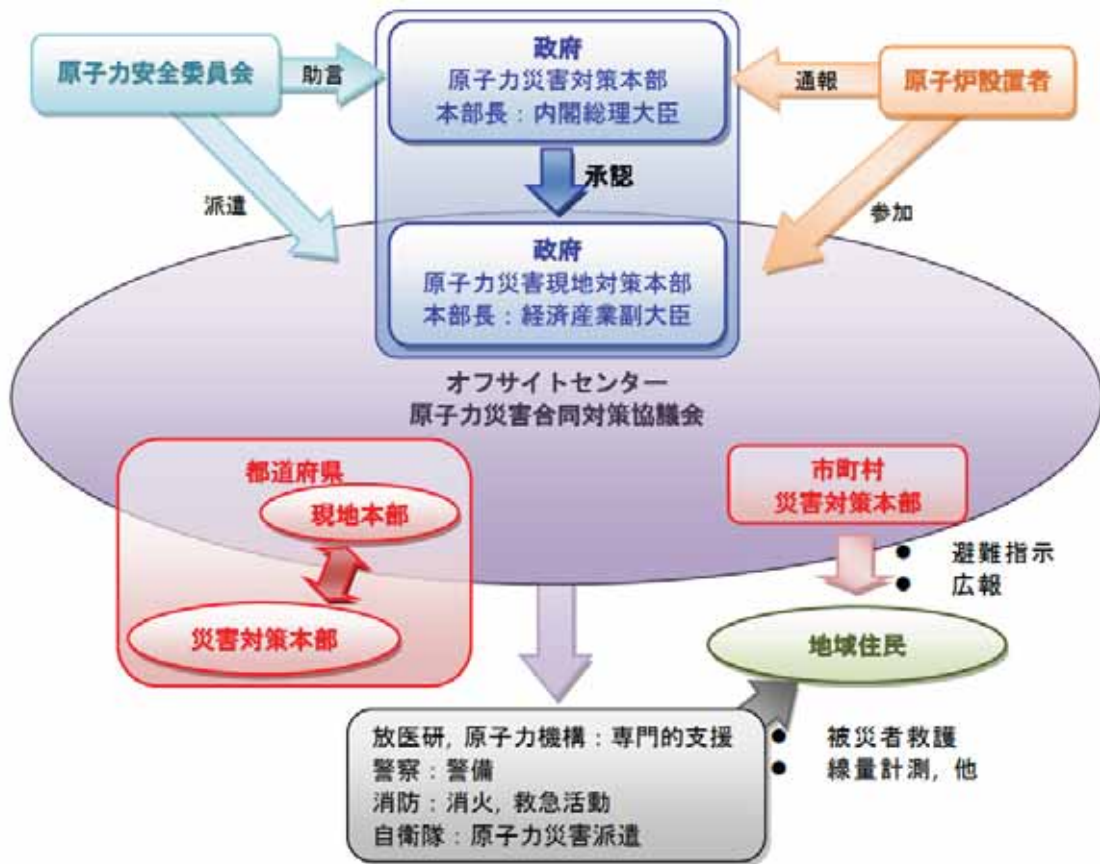 原子力安全委員会
助言
政府
原子力災害対策本部
本部長：内閣総理大臣
通報
原子炉設置者
承認
派遣
参加
政府
原子力災害現地対策本部
本部長：経済産業副大臣
オフサイトセンター
原子力災害合同対策協議会
都道府県
現地本部
災害対策本部
市町村
災害対策本部
● 避難指示
● 広報
地域住民
放医研, 原子力機構：専門的支援
警察：警備
消防：消火, 救急活動
自衛隊：原子力災害派遣
● 被災者救護
● 線量計測, 他